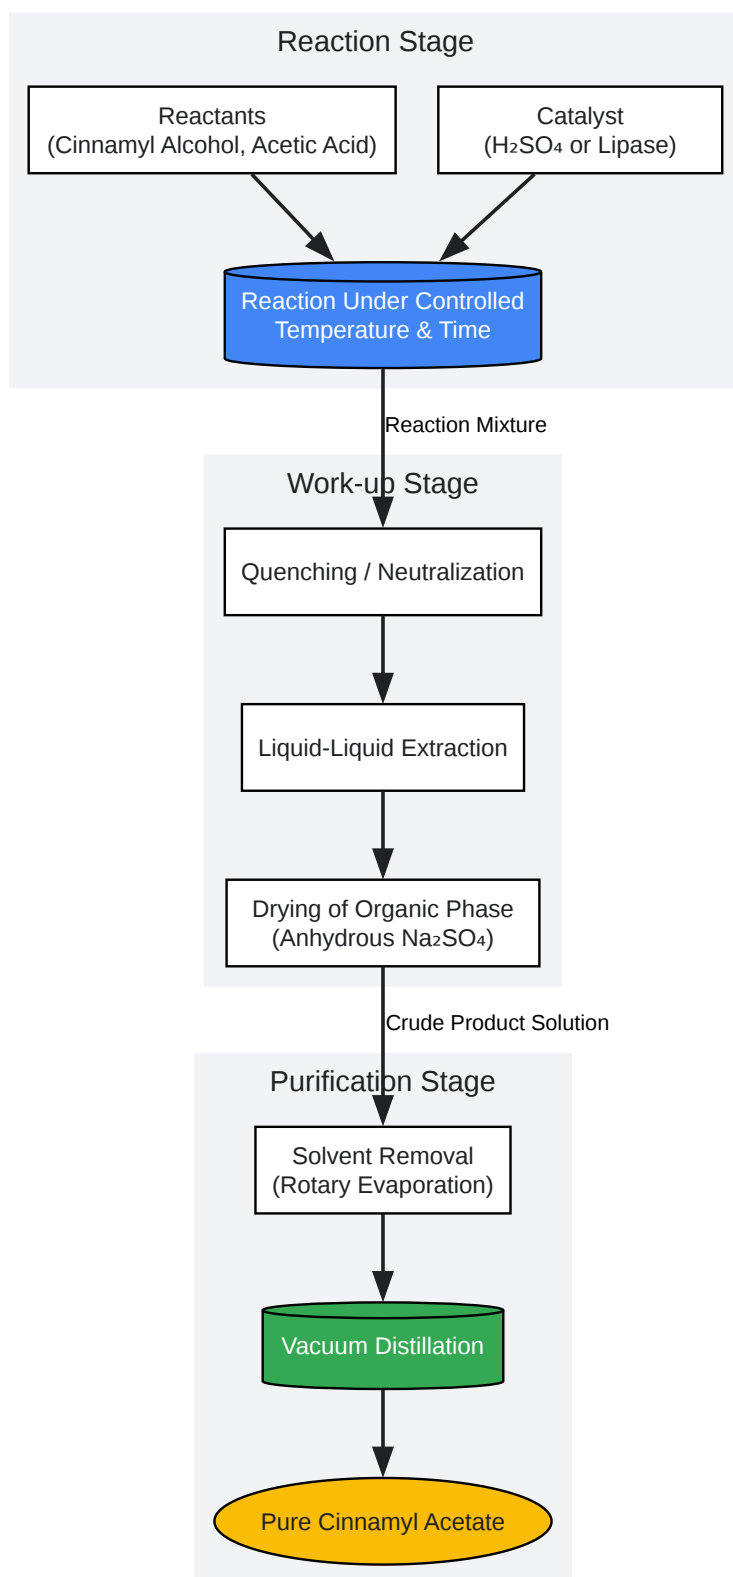 Reaction Stage
Reactants
(Cinnamyl Alcohol, Acetic Acid)
Catalyst
(H₂SO₄ or Lipase)
Reaction Under Controlled
Temperature & Time
Reaction Mixture
Work-up Stage
Quenching / Neutralization
Liquid-Liquid Extraction
Drying of Organic Phase
(Anhydrous Na₂SO₄)
Crude Product Solution
Purification Stage
Solvent Removal
(Rotary Evaporation)
Vacuum Distillation
Pure Cinnamyl Acetate